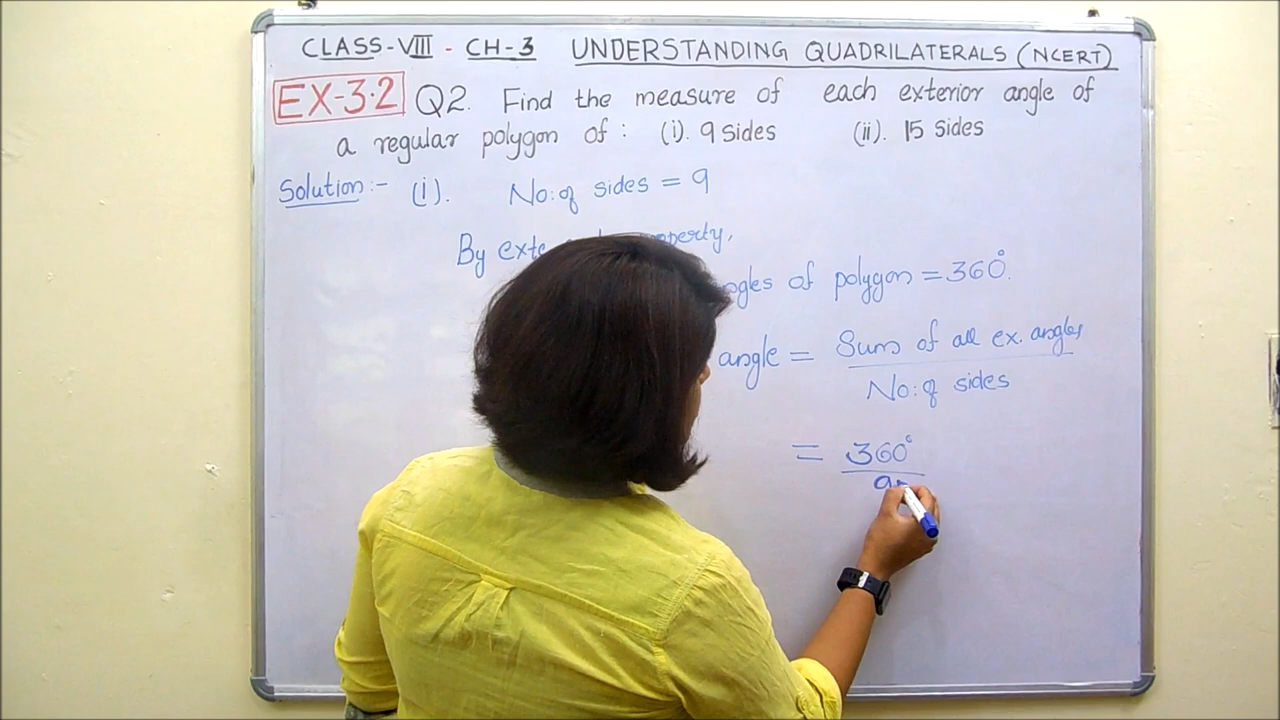 CLASS-VIII - CH-3 UNDERSTANDING QUADRILATERALS (NCERT)
EX-3.2 Q2. Find the measure of each exterior angle of
a regular polygon of : (i). 9 sides (ii). 15 sides
Solution:- (i). No: of sides = 9
By
of polygon = 360°.
angle = Sum of all ex. angles
No: of sides
= 360°
9